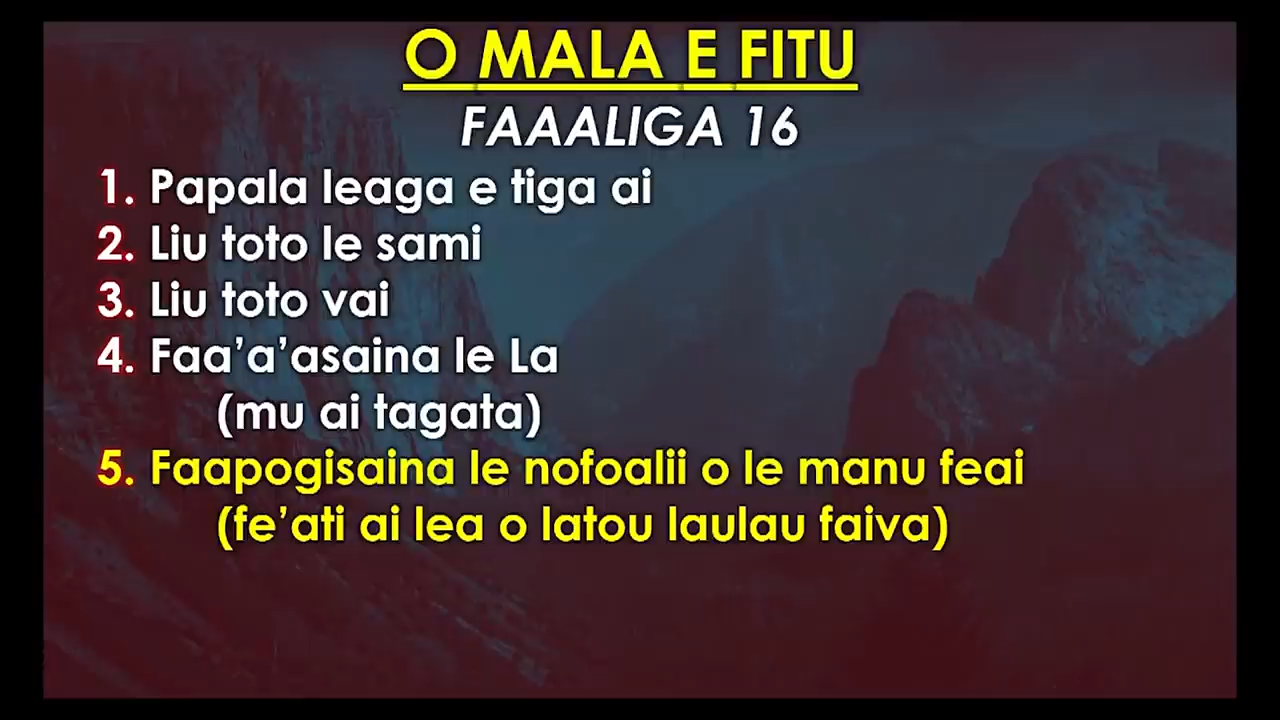 O MALA E FITU
FAAALIGA 16
1. Papala leaga e tiga ai
2. Liu toto le sami
3. Liu toto vai
4. Faa’a’asaina le La
(mu ai tagata)
5. Faapogisaina le nofoalii o le manu feai
(fe’ati ai lea o latou laulau faiva)